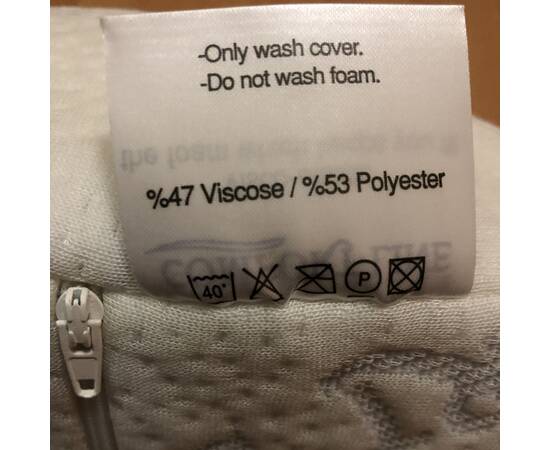 -Only wash cover.
-Do not wash foam.
%47 Viscose / %53 Polyester
40°
P